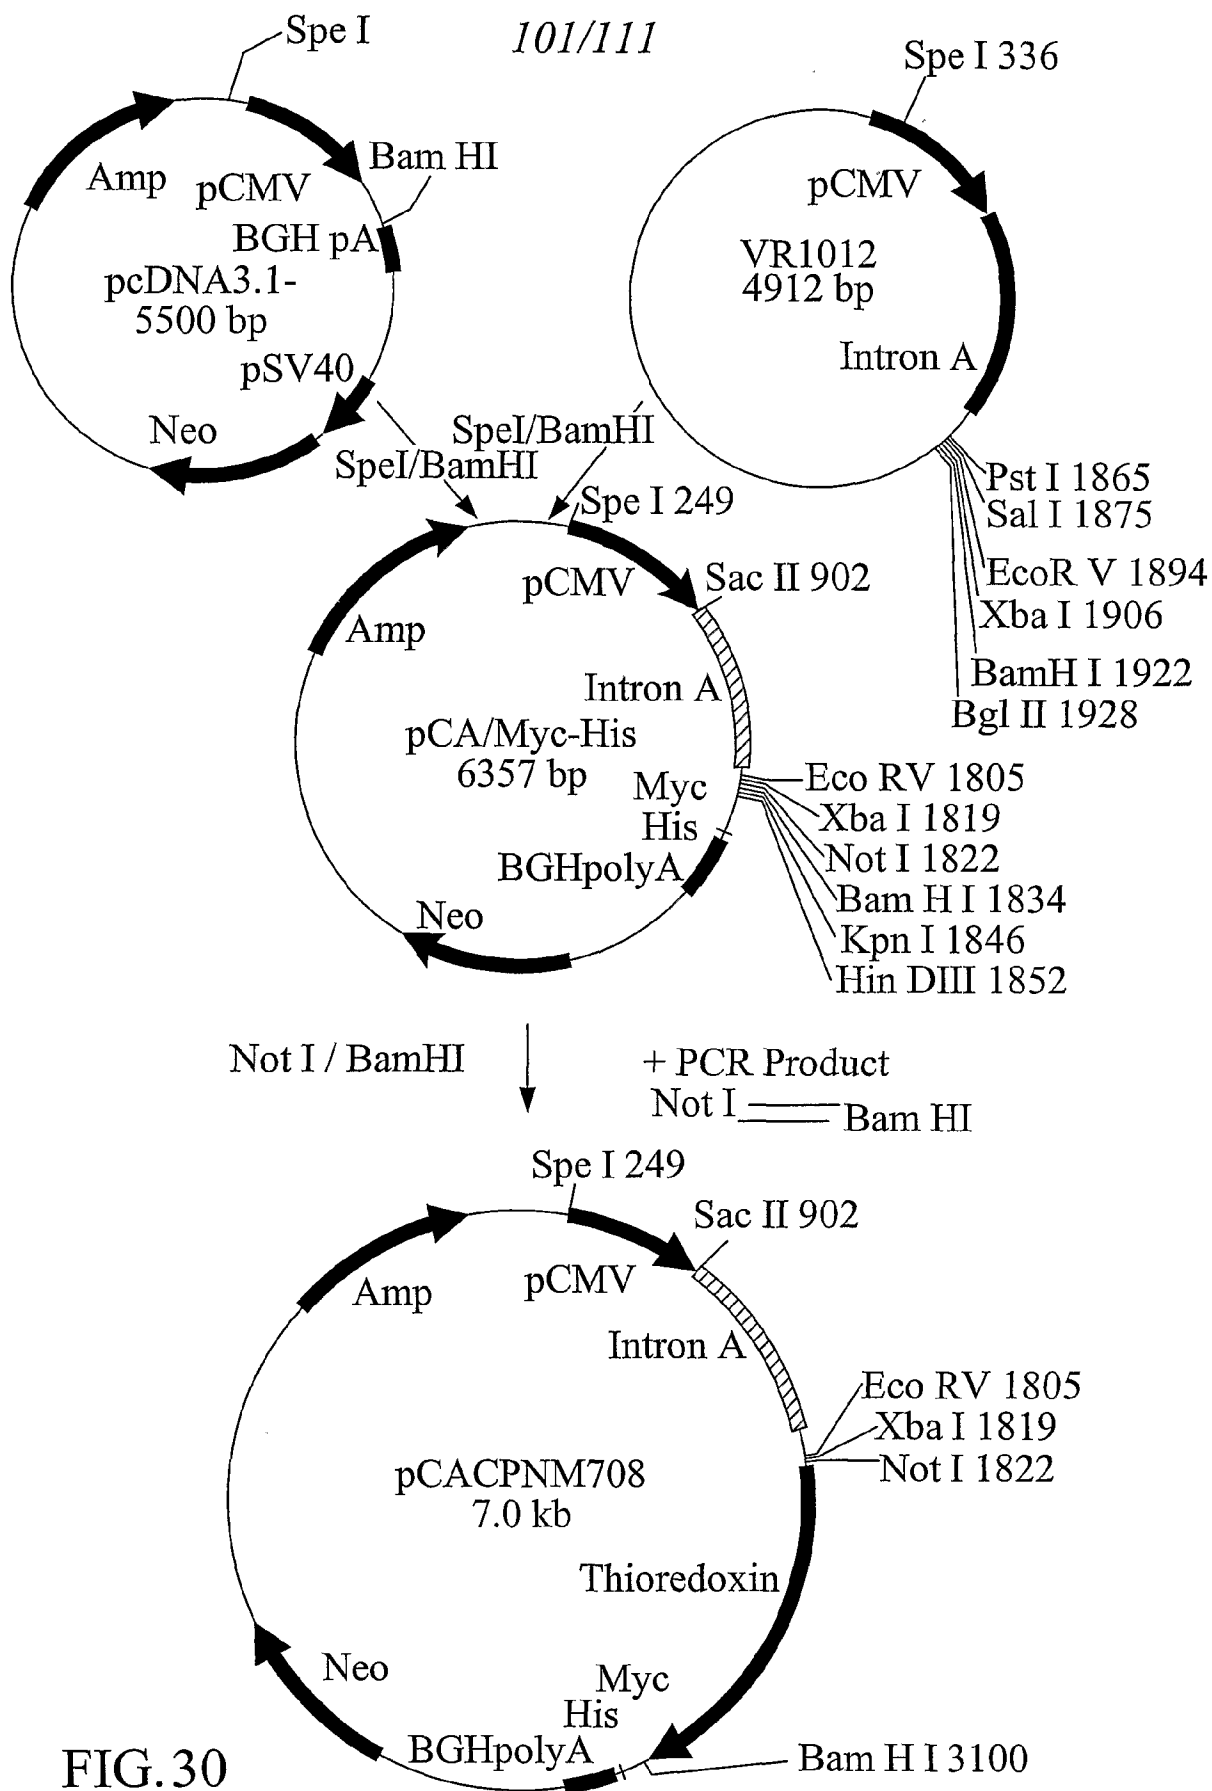 101/111
Spe I
Amp
pCMV
Bam HI
BGH pA
pcDNA3.1-
5500 bp
pSV40
Neo
Spe I 336
pCMV
VR1012
4912 bp
Intron A
Pst I 1865
Sal I 1875
EcoR V 1894
Xba I 1906
BamH I 1922
Bgl II 1928
SpeI/BamHI
SpeI/BamHI
Spe I 249
pCMV
Sac II 902
Amp
Intron A
pCA/Myc-His
6357 bp
Myc
His
BGHpolyA
Neo
Eco RV 1805
Xba I 1819
Not I 1822
Bam H I 1834
Kpn I 1846
Hin DIII 1852
Not I / BamHI
+ PCR Product
Not I
Bam HI
Spe I 249
Sac II 902
Amp
pCMV
Intron A
Eco RV 1805
Xba I 1819
Not I 1822
pCACPNM708
7.0 kb
Thioredoxin
Neo
Myc
His
BGHpolyA
Bam H I 3100
FIG.30